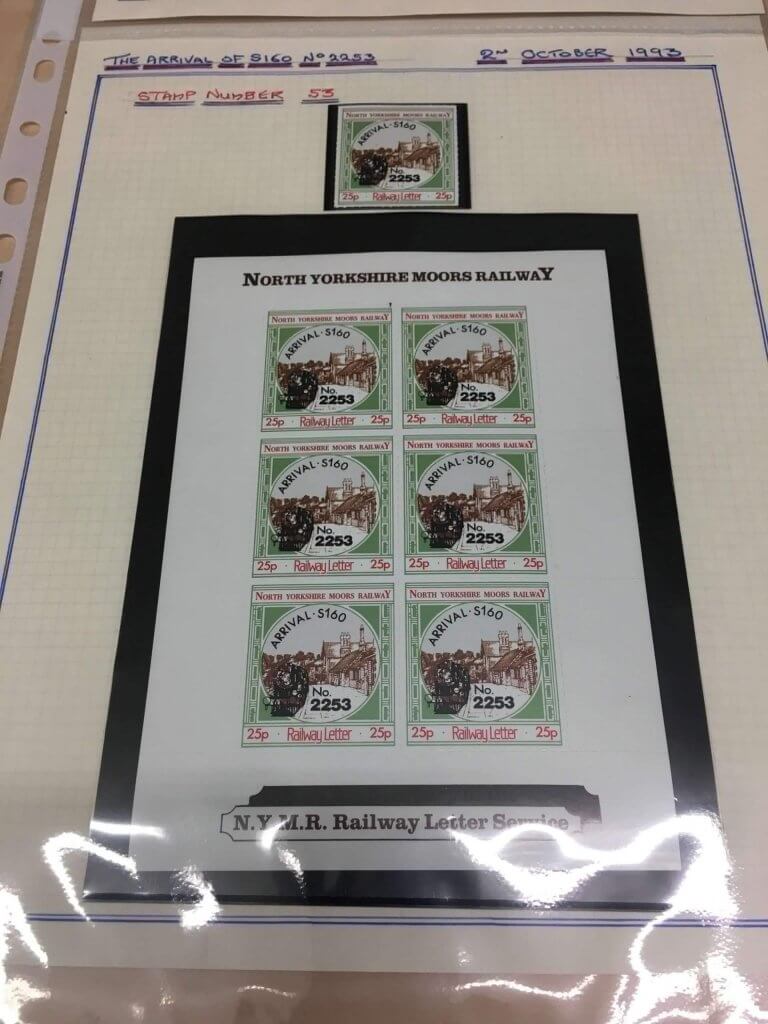 THE ARRIVAL OF S160 No 2253 2ND OCTOBER 1993
STAMP NUMBER 53
NORTH YORKSHIRE MOORS RAILWAY
ARRIVAL · S160
No.
2253
25p · Railway Letter · 25p
NORTH YORKSHIRE MOORS RAILWAY
NORTH YORKSHIRE MOORS RAILWAY NORTH YORKSHIRE MOORS RAILWAY
ARRIVAL · S160 ARRIVAL · S160
No. No.
2253 2253
25p · Railway Letter · 25p 25p · Railway Letter · 25p
NORTH YORKSHIRE MOORS RAILWAY NORTH YORKSHIRE MOORS RAILWAY
ARRIVAL · S160 ARRIVAL · S160
No. No.
2253 2253
25p · Railway Letter · 25p 25p · Railway Letter · 25p
NORTH YORKSHIRE MOORS RAILWAY NORTH YORKSHIRE MOORS RAILWAY
ARRIVAL · S160 ARRIVAL · S160
No. No.
2253 2253
25p · Railway Letter · 25p 25p · Railway Letter · 25p
N.Y.M.R. Railway Letter Service